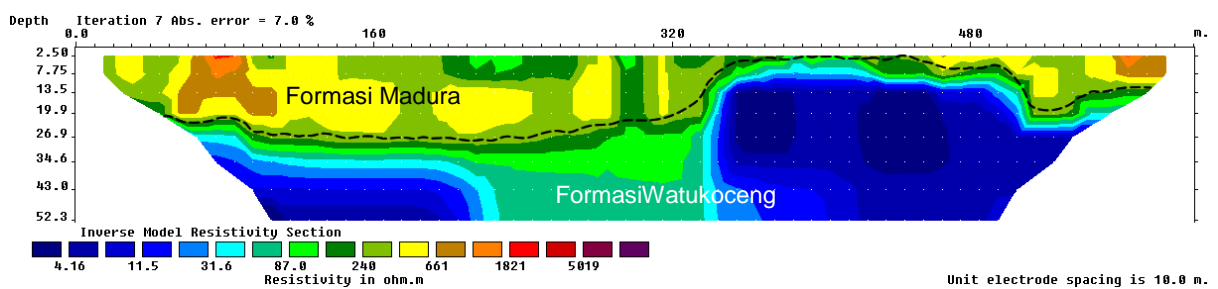 Depth Iteration 7 Abs. error = 7.0 %
0.0 160 320 480 m.
2.50
7.75
13.5
19.9
26.9
34.6
43.0
52.3
Formasi Madura
FormasiWatukoceng
Inverse Model Resistivity Section
4.16 11.5 31.6 87.0 240 661 1821 5019
Resistivity in ohm.m
Unit electrode spacing is 10.0 m.